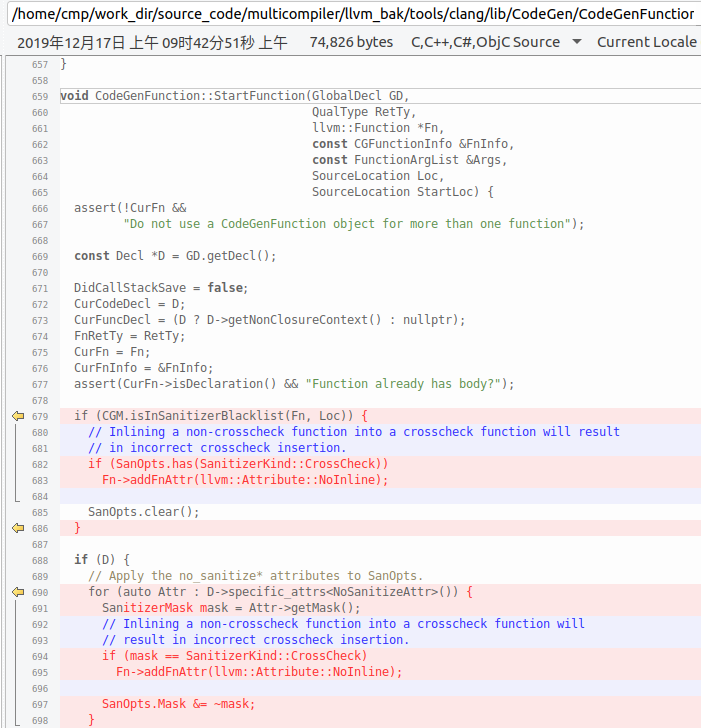 /home/cmp/work_dir/source_code/multicompiler/llvm_bak/tools/clang/lib/CodeGen/CodeGenFunction
2019年12月17日 上午 09时42分51秒 上午 74,826 bytes C,C++,C#,ObjC Source Current Locale
657 }
658
659 void CodeGenFunction::StartFunction(GlobalDecl GD,
660 QualType RetTy,
661 llvm::Function *Fn,
662 const CGFunctionInfo &FnInfo,
663 const FunctionArgList &Args,
664 SourceLocation Loc,
665 SourceLocation StartLoc) {
666 assert(!CurFn &&
667 "Do not use a CodeGenFunction object for more than one function");
668
669 const Decl *D = GD.getDecl();
670
671 DidCallStackSave = false;
672 CurCodeDecl = D;
673 CurFuncDecl = (D ? D->getNonClosureContext() : nullptr);
674 FnRetTy = RetTy;
675 CurFn = Fn;
676 CurFnInfo = &FnInfo;
677 assert(CurFn->isDeclaration() && "Function already has body?");
678
679 if (CGM.isInSanitizerBlacklist(Fn, Loc)) {
680 // Inlining a non-crosscheck function into a crosscheck function will result
681 // in incorrect crosscheck insertion.
682 if (SanOpts.has(SanitizerKind::CrossCheck))
683 Fn->addFnAttr(llvm::Attribute::NoInline);
684
685 SanOpts.clear();
686 }
687
688 if (D) {
689 // Apply the no_sanitize* attributes to SanOpts.
690 for (auto Attr : D->specific_attrs<NoSanitizeAttr>()) {
691 SanitizerMask mask = Attr->getMask();
692 // Inlining a non-crosscheck function into a crosscheck function will
693 // result in incorrect crosscheck insertion.
694 if (mask == SanitizerKind::CrossCheck)
695 Fn->addFnAttr(llvm::Attribute::NoInline);
696
697 SanOpts.Mask &= ~mask;
698 }